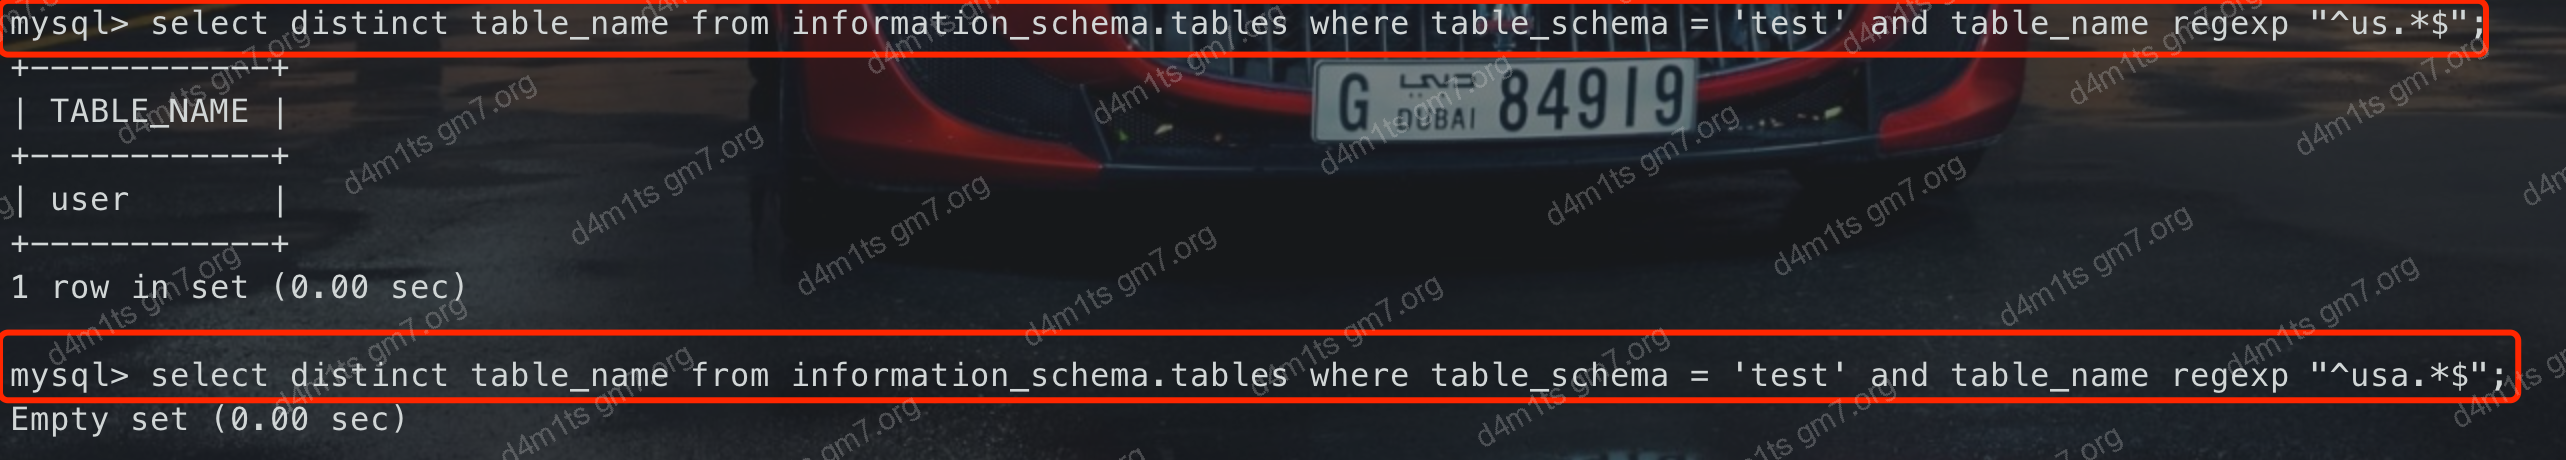 mysql> select distinct table_name from information_schema.tables where table_schema = 'test' and table_name regexp "^us.*$";
+------------+
| TABLE_NAME |
+------------+
| user       |
+------------+
1 row in set (0.00 sec)
mysql> select distinct table_name from information_schema.tables where table_schema = 'test' and table_name regexp "^usa.*$";
Empty set (0.00 sec)
G دبي DUBAI 84919
d4m1ts gm7.org